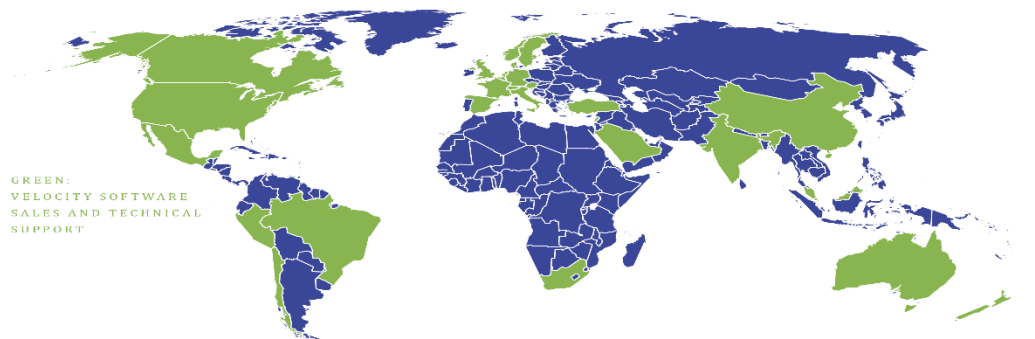 GREEN:
VELOCITY SOFTWARE
SALES AND TECHNICAL
SUPPORT